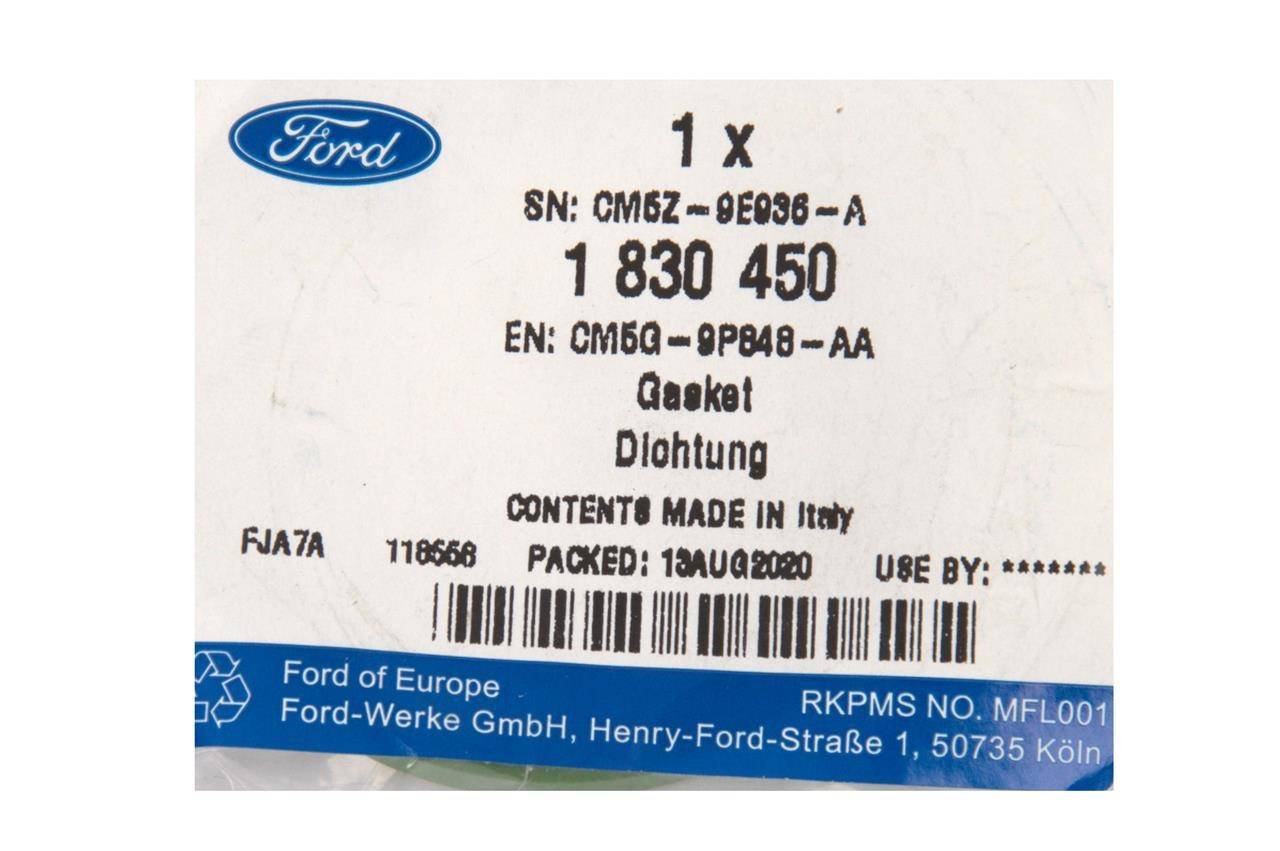 Ford
1 x
SN: CM5Z-9E936-A
1 830 450
EN: CM5G-9P848-AA
Gasket
Dichtung
CONTENTS MADE IN Italy
FJA7A 118558 PACKED: 13AUG2020 USE BY: *******
Ford of Europe
RKPMS NO. MFL001
Ford-Werke GmbH, Henry-Ford-Straße 1, 50735 Köln